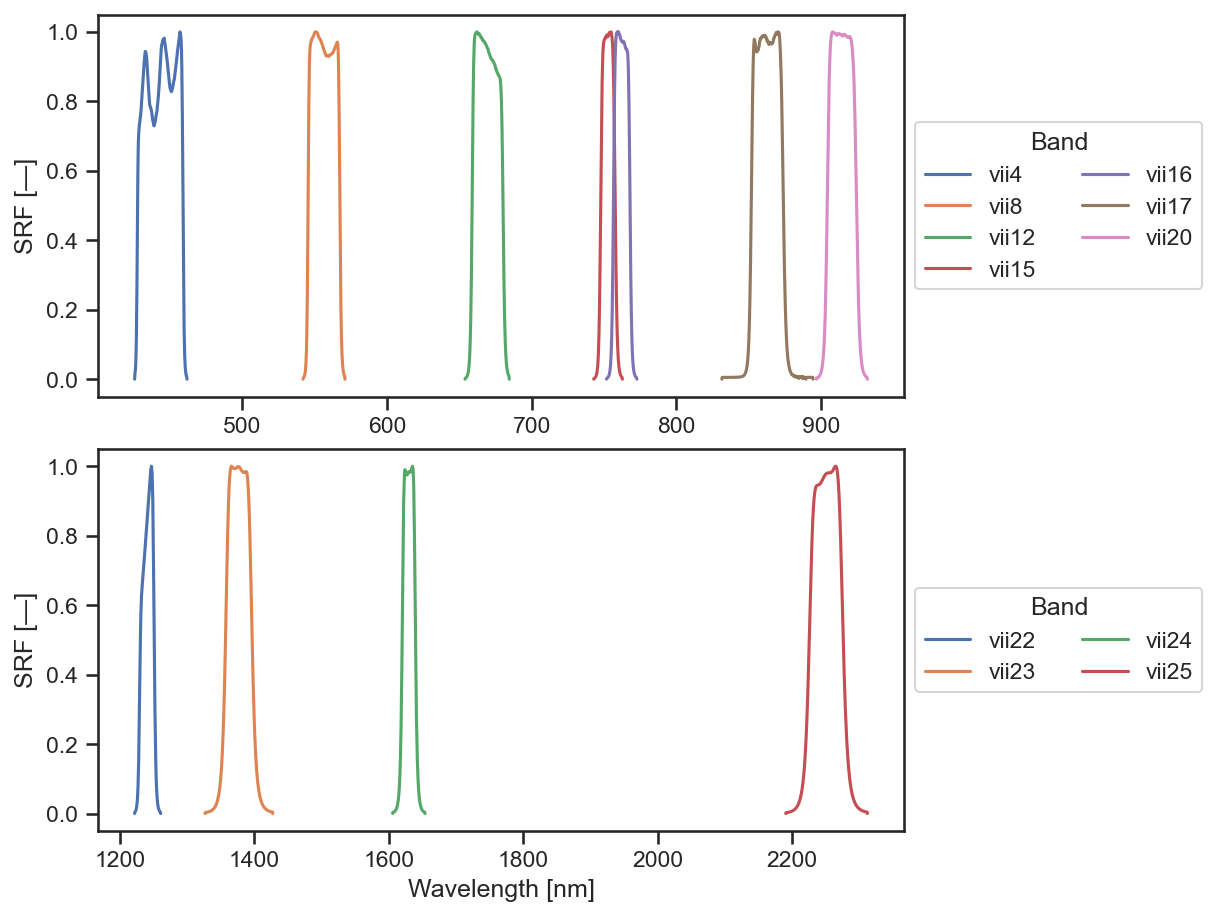 1.0
0.8
0.6
0.4
0.2
0.0
SRF [—]
500 600 700 800 900
Band
vii4 vii16
vii8 vii17
vii12 vii20
vii15
1.0
0.8
0.6
0.4
0.2
0.0
SRF [—]
1200 1400 1600 1800 2000 2200
Wavelength [nm]
Band
vii22 vii24
vii23 vii25